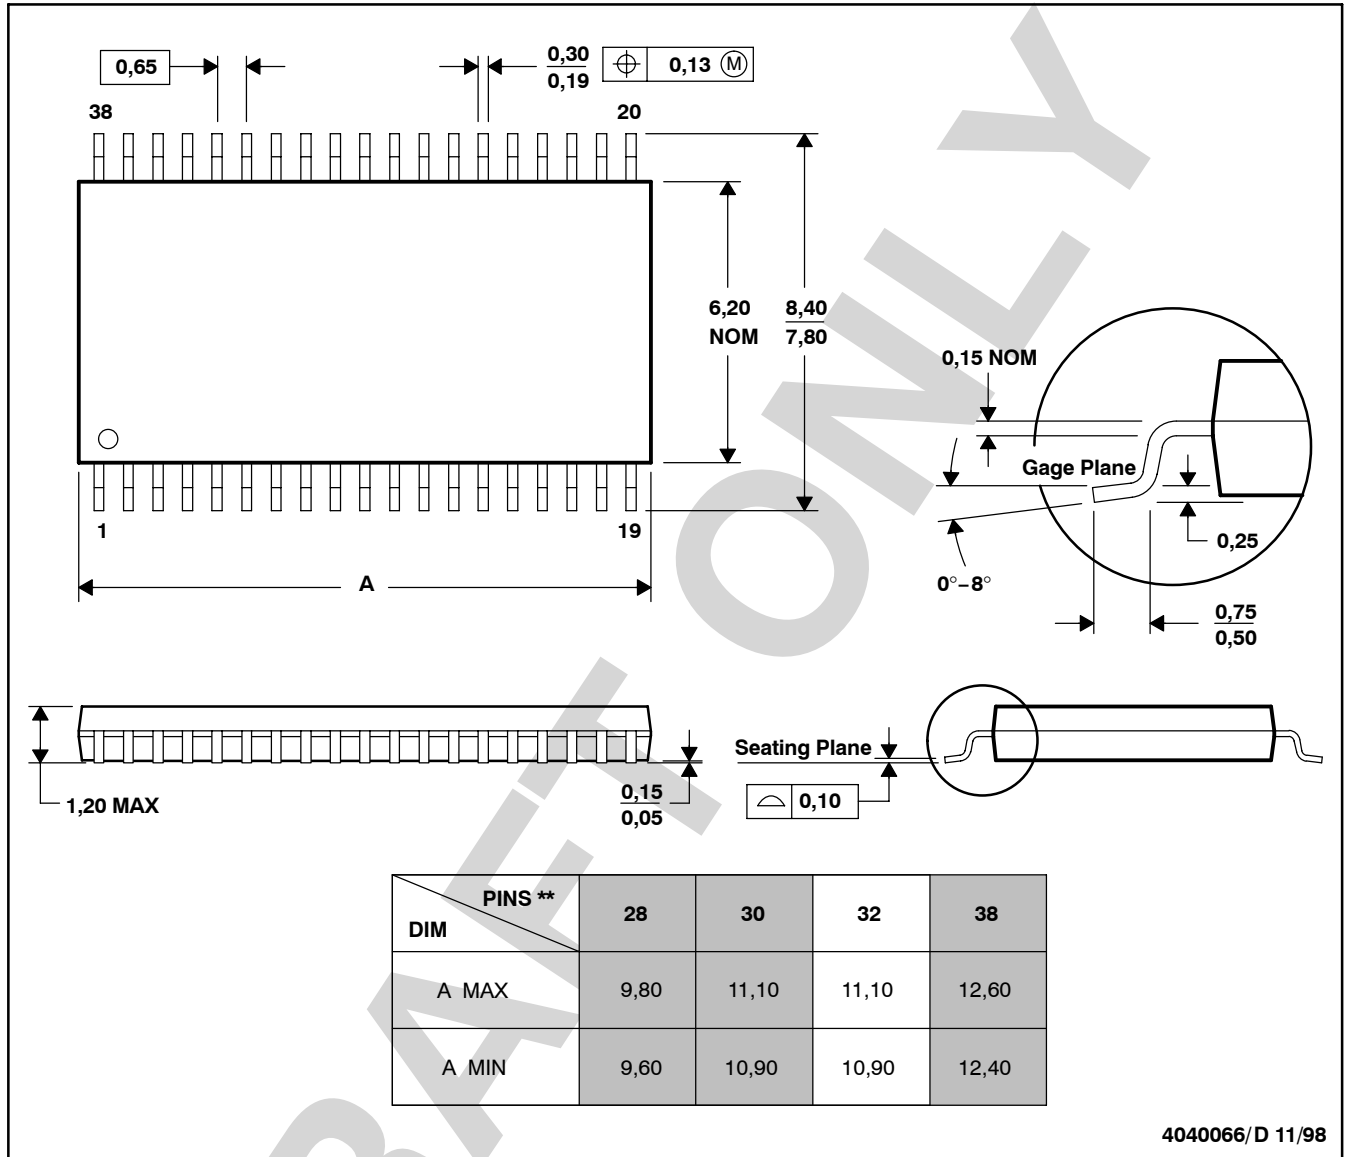 0,65
0,30
0,19
0,13 M
38
20
6,20
NOM
8,40
7,80
0,15 NOM
Gage Plane
0,25
0°–8°
0,75
0,50
1
19
A
1,20 MAX
0,15
0,05
Seating Plane
0,10
PINS **
DIM
28 30 32 38
A MAX 9,80 11,10 11,10 12,60
A MIN 9,60 10,90 10,90 12,40
4040066/D 11/98
ONLY